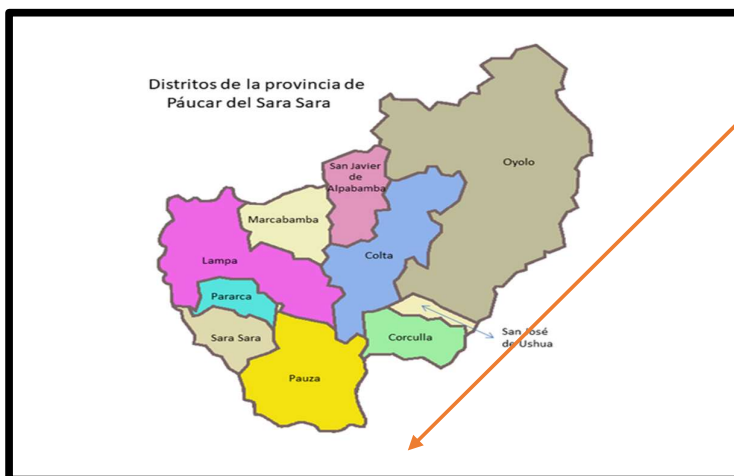 Distritos de la provincia de
Páucar del Sara Sara
Oyolo
San Javier
de
Alpabamba
Marcabamba
Colta
Lampa
Pararca
Sara Sara
Corculla
San José
de Ushua
Pauza